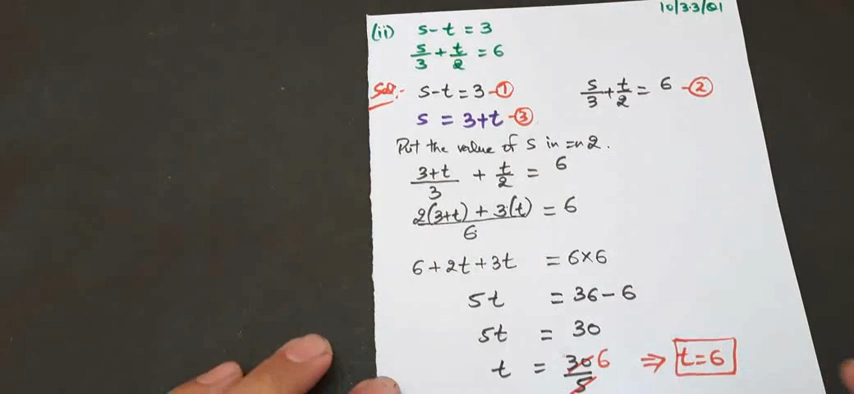 10/3.3/Q1
(ii) s-t = 3
s/3 + t/2 = 6
Sol:- s-t = 3 -① s/3 + t/2 = 6 -②
s = 3+t -③
Put the value of s in =n 2.
3+t/3 + t/2 = 6
2(3+t) + 3(t)/6 = 6
6+2t+3t = 6×6
5t = 36-6
5t = 30
t = 30/5 6 ⇒ t=6